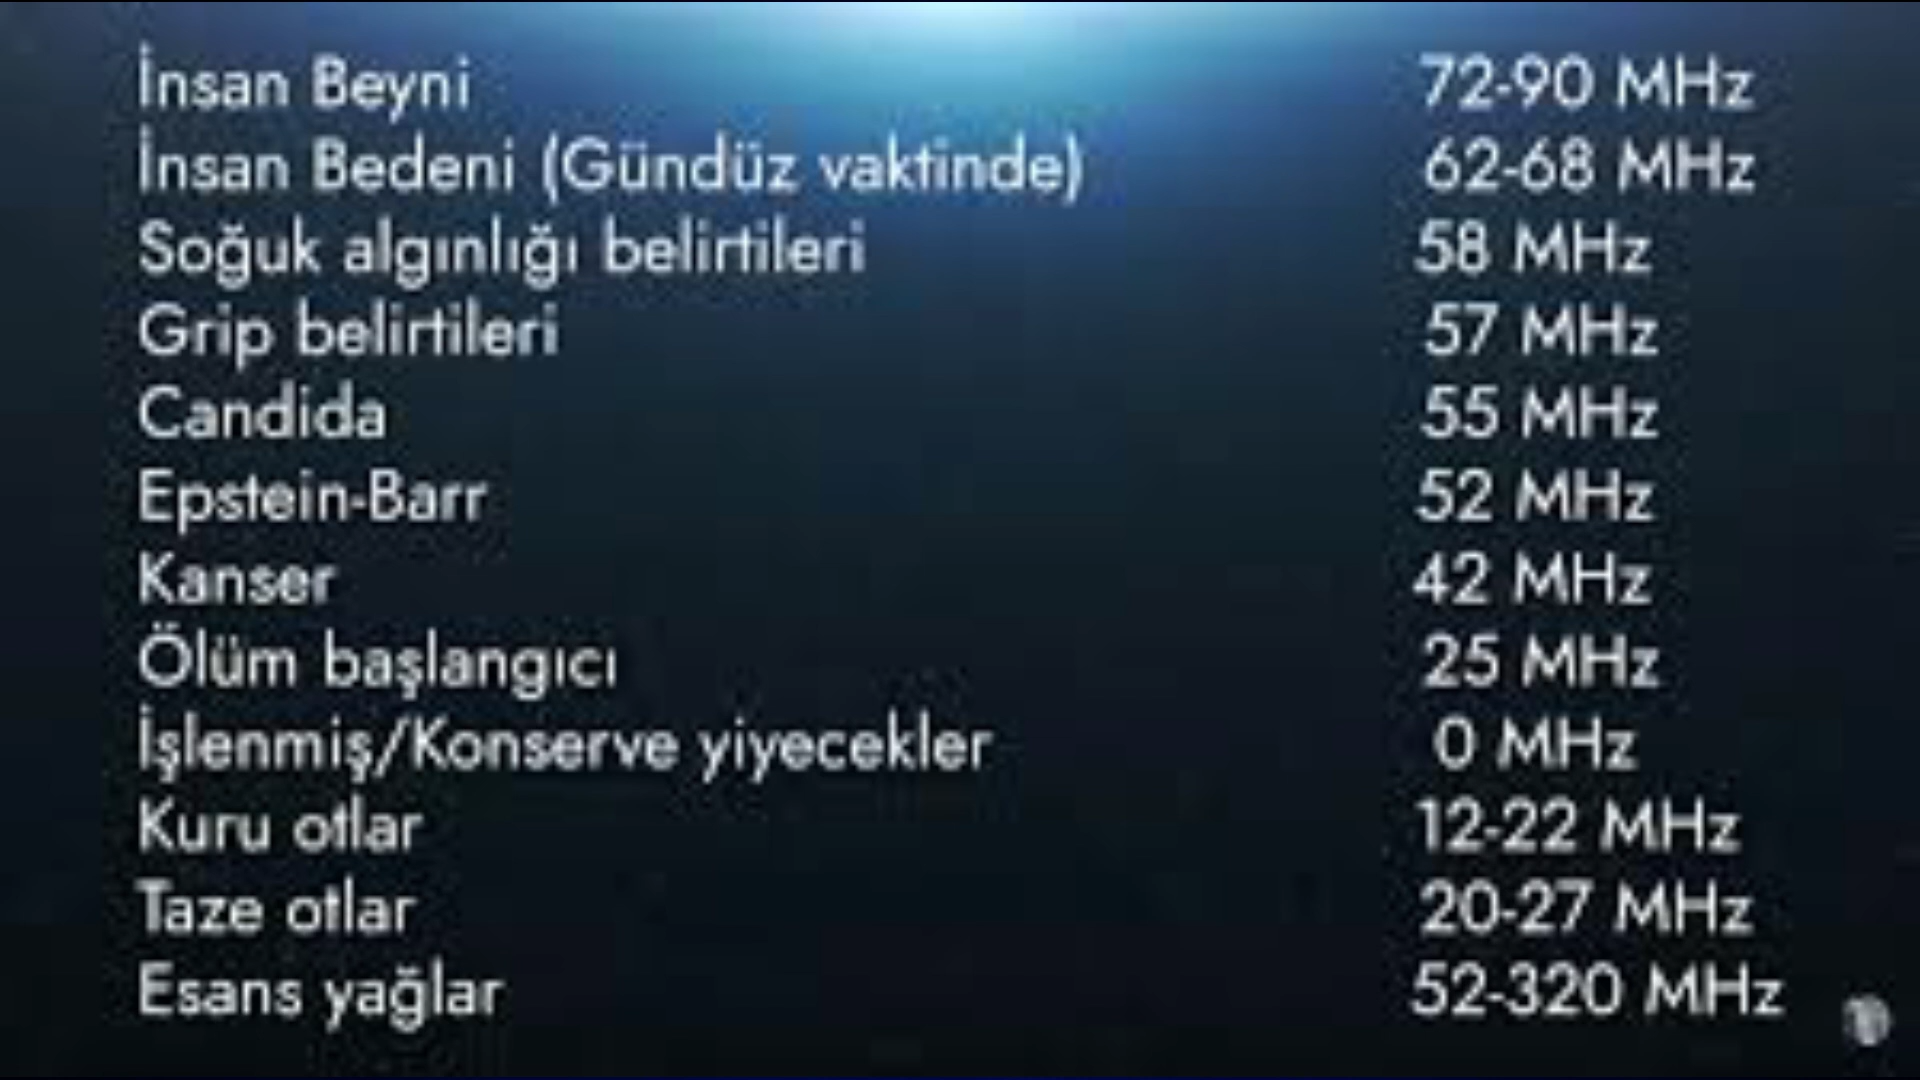 İnsan Beyni 72-90 MHz
İnsan Bedeni (Gündüz vaktinde) 62-68 MHz
Soğuk algınlığı belirtileri 58 MHz
Grip belirtileri 57 MHz
Candida 55 MHz
Epstein-Barr 52 MHz
Kanser 42 MHz
Ölüm başlangıcı 25 MHz
İşlenmiş/Konserve yiyecekler 0 MHz
Kuru otlar 12-22 MHz
Taze otlar 20-27 MHz
Esans yağlar 52-320 MHz